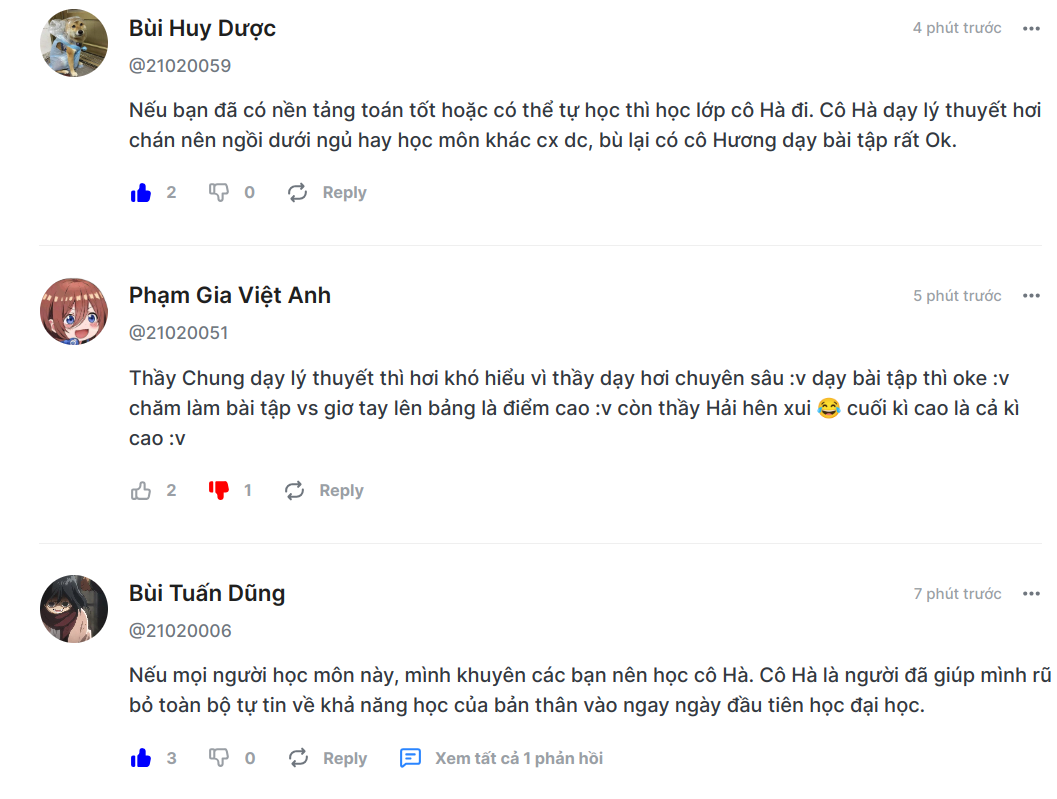 Bùi Huy Dược
4 phút trước
@21020059
Nếu bạn đã có nền tảng toán tốt hoặc có thể tự học thì học lớp cô Hà đi. Cô Hà dạy lý thuyết hơi
chán nên ngồi dưới ngủ hay học môn khác cx dc, bù lại có cô Hương dạy bài tập rất Ok.
2 0 Reply
Phạm Gia Việt Anh
5 phút trước
@21020051
Thầy Chung dạy lý thuyết thì hơi khó hiểu vì thầy dạy hơi chuyên sâu :v dạy bài tập thì oke :v
chăm làm bài tập vs giơ tay lên bảng là điểm cao :v còn thầy Hải hên xui 😂 cuối kì cao là cả kì
cao :v
2 1 Reply
Bùi Tuấn Dũng
7 phút trước
@21020006
Nếu mọi người học môn này, mình khuyên các bạn nên học cô Hà. Cô Hà là người đã giúp mình rũ
bỏ toàn bộ tự tin về khả năng học của bản thân vào ngay ngày đầu tiên học đại học.
3 0 Reply Xem tất cả 1 phản hồi